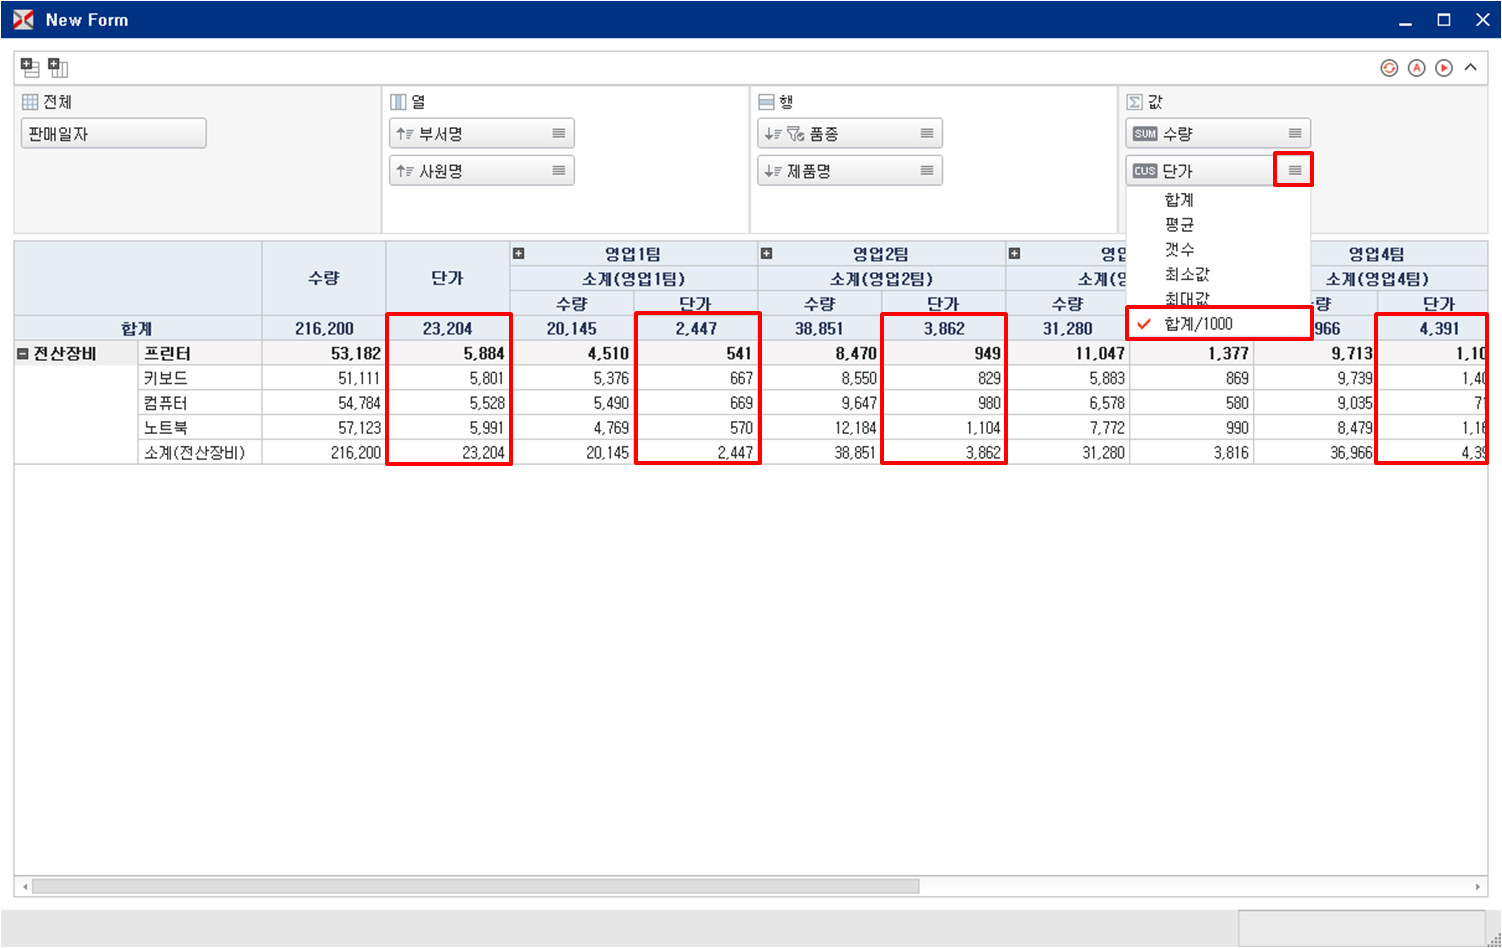 New Form
전체 열 행 값
판매일자 부서명 품종 SUM 수량
사원명 제품명 CUS 단가
합계
평균
갯수
최소값
최대값
합계/1000
영업1팀 영업2팀 영업4팀
수량 단가 소계(영업1팀) 소계(영업2팀) 소계(영업4팀)
수량 단가 수량 단가 수량 단가
합계 216,200 23,204 20,145 2,447 38,851 3,862 31,280 966 4,391
전산장비 프린터 53,182 5,884 4,510 541 8,470 949 11,047 1,377 9,713 1,10
키보드 51,111 5,801 5,376 667 8,550 829 5,883 869 9,739 1,40
컴퓨터 54,784 5,528 5,490 669 9,647 980 6,578 580 9,035 71
노트북 57,123 5,991 4,769 570 12,184 1,104 7,772 990 8,479 1,16
소계(전산장비) 216,200 23,204 20,145 2,447 38,851 3,862 31,280 3,816 36,966 4,39